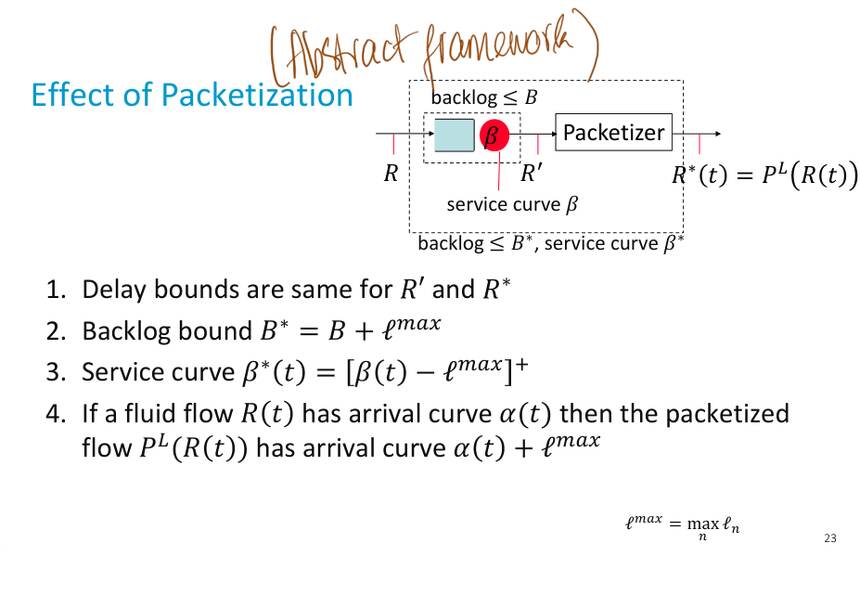 (Abstract framework)
Effect of Packetization
backlog ≤ B
β
Packetizer
R
R′
R*(t) = P^L(R(t))
service curve β
backlog ≤ B*, service curve β*
1. Delay bounds are same for R′ and R*
2. Backlog bound B* = B + ℓ^max
3. Service curve β*(t) = [β(t) − ℓ^max]^+
4. If a fluid flow R(t) has arrival curve α(t) then the packetized
flow P^L(R(t)) has arrival curve α(t) + ℓ^max
ℓ^max = max_n ℓ_n
23